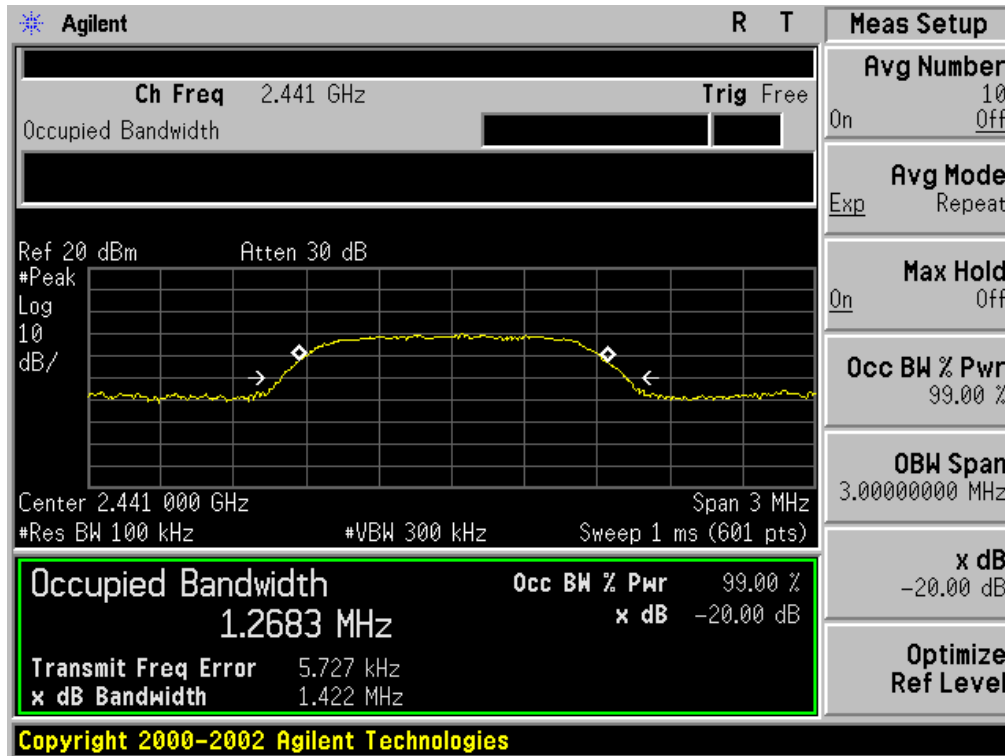 Agilent R T
Ch Freq 2.441 GHz Trig Free
Occupied Bandwidth
Ref 20 dBm Atten 30 dB
#Peak
Log
10
dB/
Center 2.441 000 GHz Span 3 MHz
#Res BW 100 kHz #VBW 300 kHz Sweep 1 ms (601 pts)
Occupied Bandwidth Occ BW % Pwr 99.00 %
1.2683 MHz x dB -20.00 dB
Transmit Freq Error 5.727 kHz
x dB Bandwidth 1.422 MHz
Copyright 2000-2002 Agilent Technologies
Meas Setup
Avg Number
10
On Off
Avg Mode
Exp Repeat
Max Hold
On Off
Occ BW % Pwr
99.00 %
OBW Span
3.00000000 MHz
x dB
-20.00 dB
Optimize
Ref Level